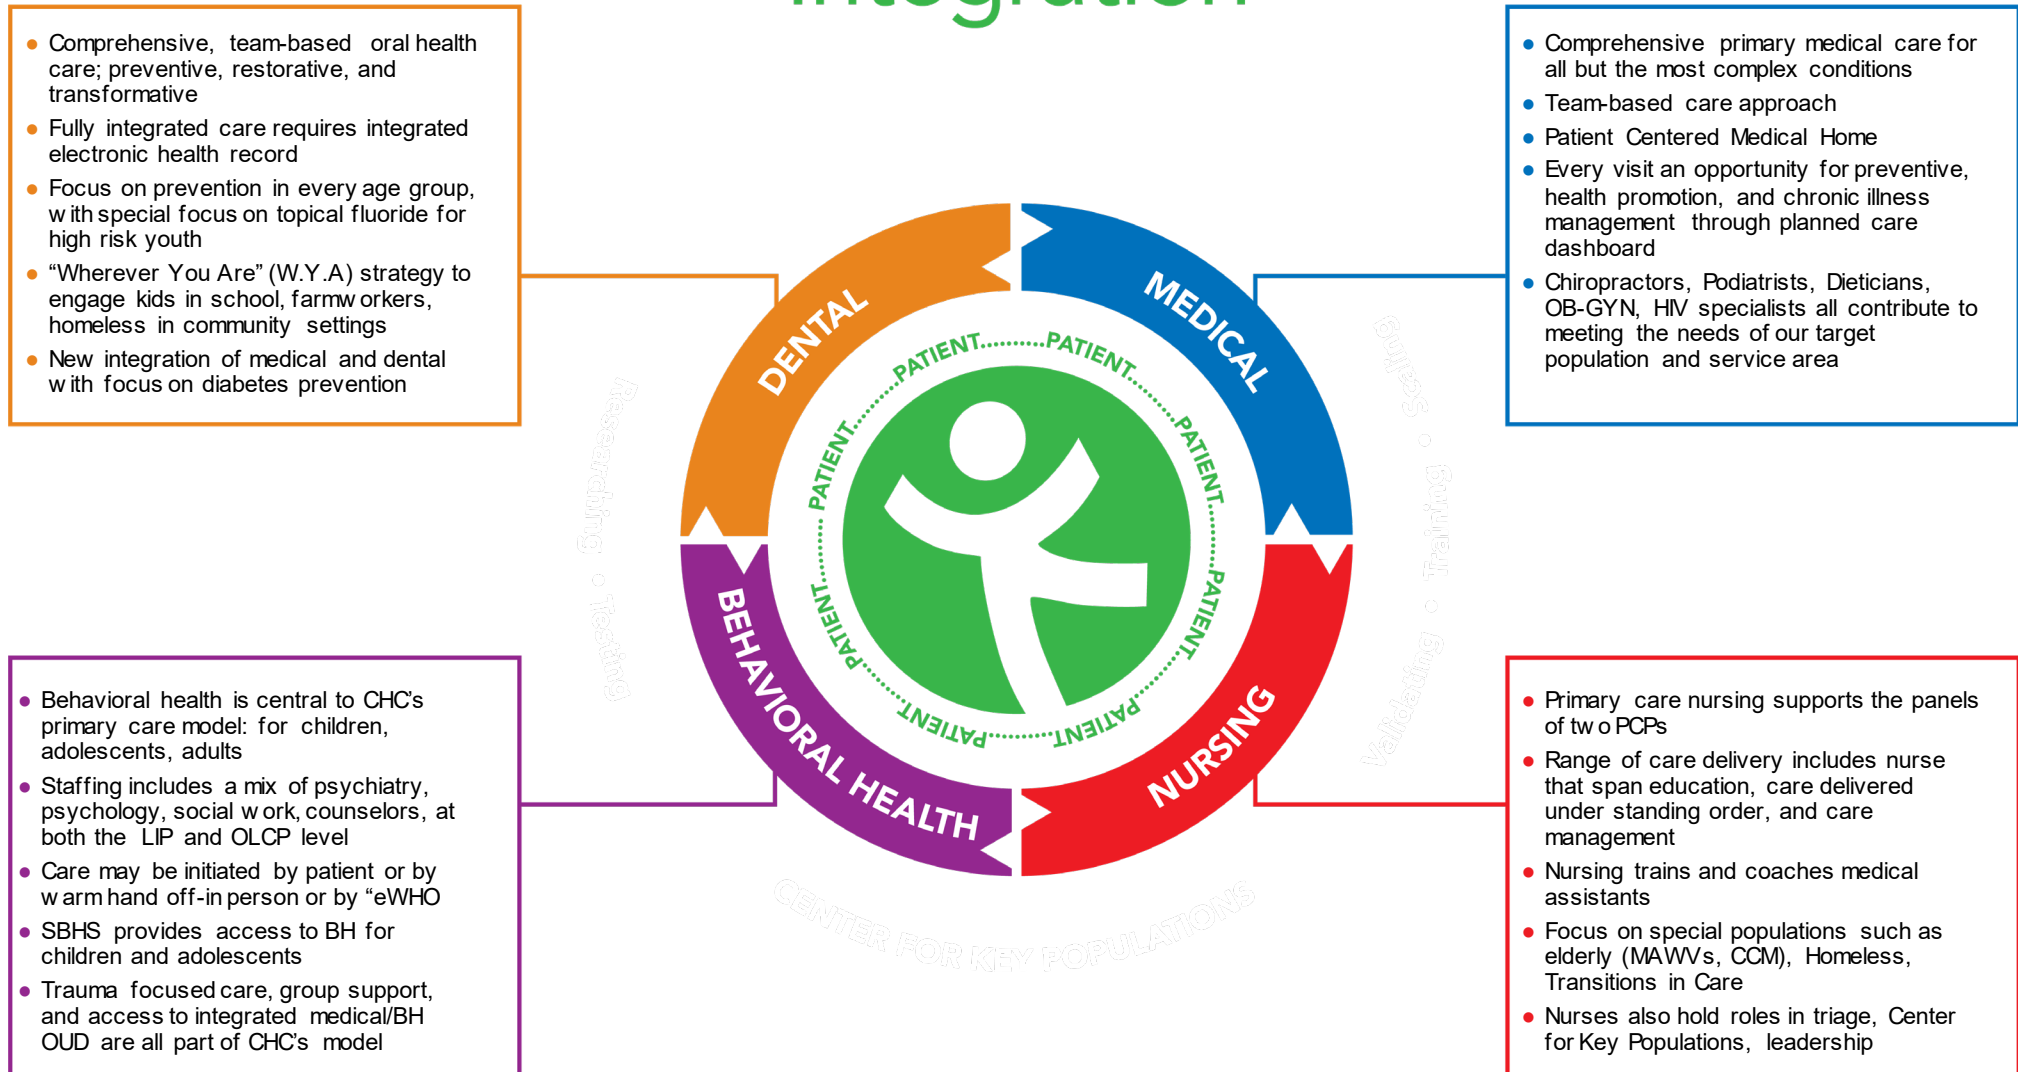 Integration
Comprehensive, team-based oral health
care; preventive, restorative, and
transformative
Fully integrated care requires integrated
electronic health record
Focus on prevention in every age group,
with special focus on topical fluoride for
high risk youth
“Wherever You Are” (W.Y.A) strategy to
engage kids in school, farmworkers,
homeless in community settings
New integration of medical and dental
with focus on diabetes prevention
Comprehensive primary medical care for
all but the most complex conditions
Team-based care approach
Patient Centered Medical Home
Every visit an opportunity for preventive,
health promotion, and chronic illness
management through planned care
dashboard
Chiropractors, Podiatrists, Dieticians,
OB-GYN, HIV specialists all contribute to
meeting the needs of our target
population and service area
DENTAL
MEDICAL
NURSING
BEHAVIORAL HEALTH
PATIENT
PATIENT
PATIENT
PATIENT
PATIENT
PATIENT
PATIENT
PATIENT
Researching • Testing
Validating • Training • Scaling
CENTER FOR KEY POPULATIONS
Behavioral health is central to CHC’s
primary care model: for children,
adolescents, adults
Staffing includes a mix of psychiatry,
psychology, social work, counselors, at
both the LIP and OLCP level
Care may be initiated by patient or by
warm hand off-in person or by “eWHO
SBHS provides access to BH for
children and adolescents
Trauma focused care, group support,
and access to integrated medical/BH
OUD are all part of CHC’s model
Primary care nursing supports the panels
of two PCPs
Range of care delivery includes nurse
that span education, care delivered
under standing order, and care
management
Nursing trains and coaches medical
assistants
Focus on special populations such as
elderly (MAWVs, CCM), Homeless,
Transitions in Care
Nurses also hold roles in triage, Center
for Key Populations, leadership